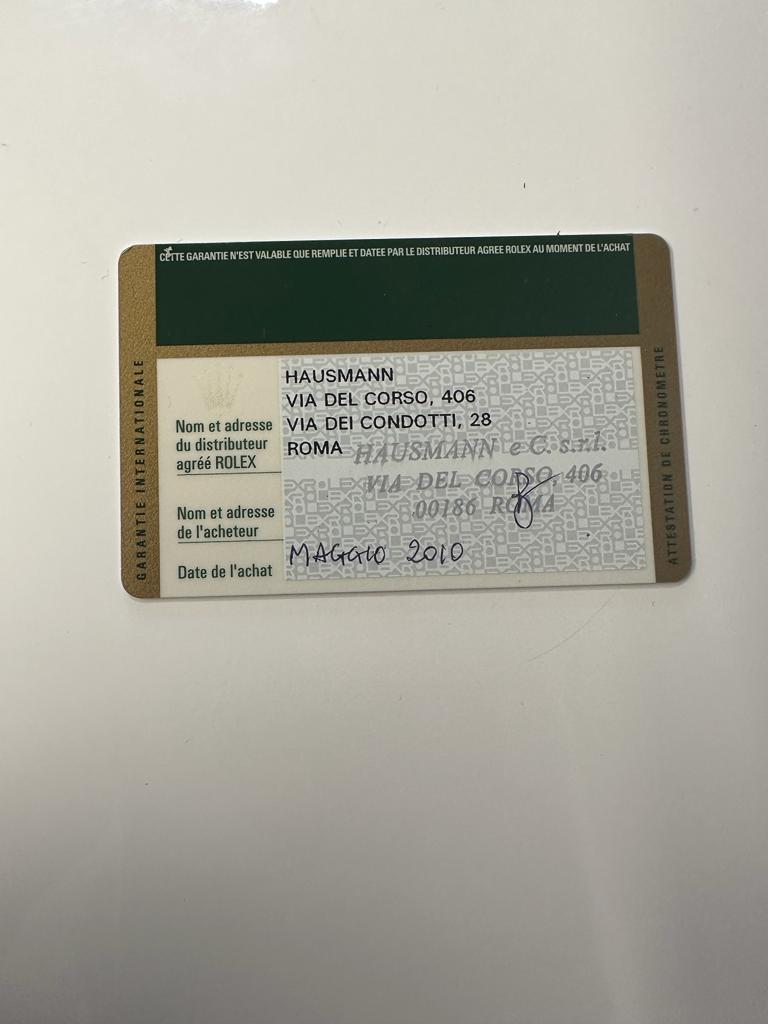 CETTE GARANTIE N'EST VALABLE QUE REMPLIE ET DATEE PAR LE DISTRIBUTEUR AGREE ROLEX AU MOMENT DE L'ACHAT
GARANTIE INTERNATIONALE
Nom et adresse
du distributeur
agréé ROLEX
HAUSMANN
VIA DEL CORSO, 406
VIA DEI CONDOTTI, 28
ROMA
HAUSMANN e C. s.r.l.
VIA DEL CORSO, 406
00186 ROMA
Nom et adresse
de l'acheteur
Date de l'achat
MAGGIO 2010
ATTESTATION DE CHRONOMETRE